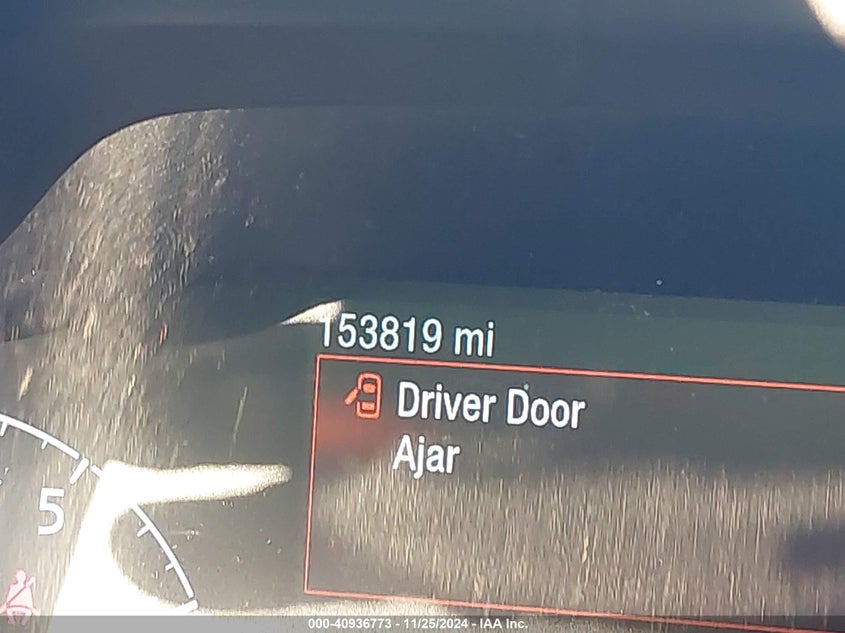 153819 mi
Driver Door
Ajar
5
000-40936773 - 11/25/2024 - IAA Inc.